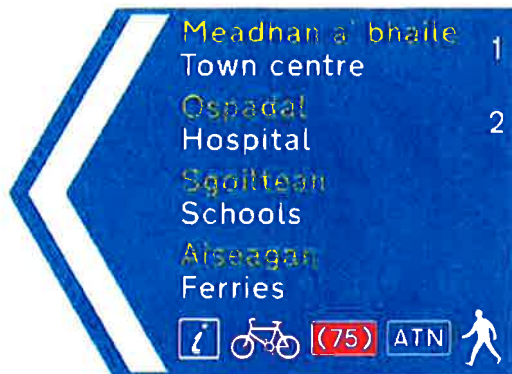 Meadhan a' bhaile
Town centre 1
Ospadal
Hospital 2
Sgoiltean
Schools
Aiseagan
Ferries
i (75) ATN